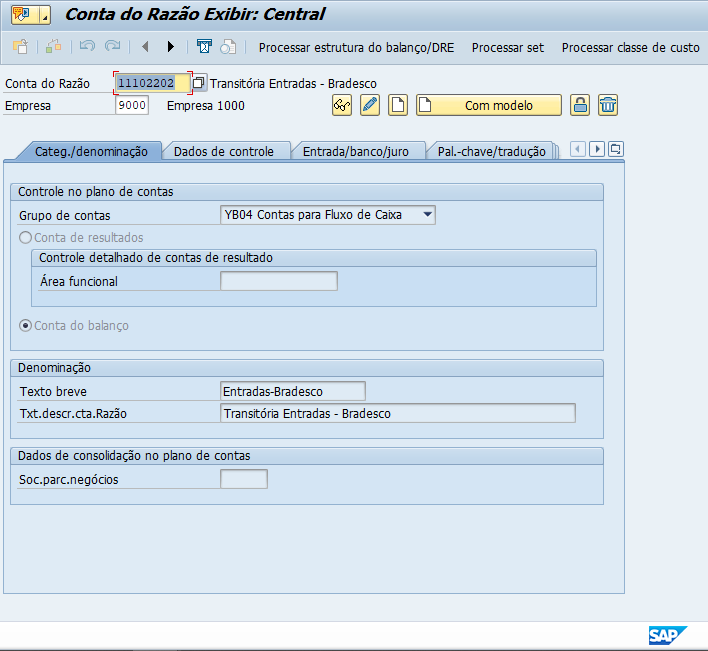 Conta do Razão Exibir: Central
Processar estrutura do balanço/DRE Processar set Processar classe de custo
Conta do Razão 11102202 Transitória Entradas - Bradesco
Empresa 9000 Empresa 1000 Com modelo
Categ./denominação Dados de controle Entrada/banco/juro Pal.-chave/tradução
Controle no plano de contas
Grupo de contas YB04 Contas para Fluxo de Caixa
Conta de resultados
Controle detalhado de contas de resultado
Área funcional
Conta do balanço
Denominação
Texto breve Entradas-Bradesco
Txt.descr.cta.Razão Transitória Entradas - Bradesco
Dados de consolidação no plano de contas
Soc.parc.negócios
SAP